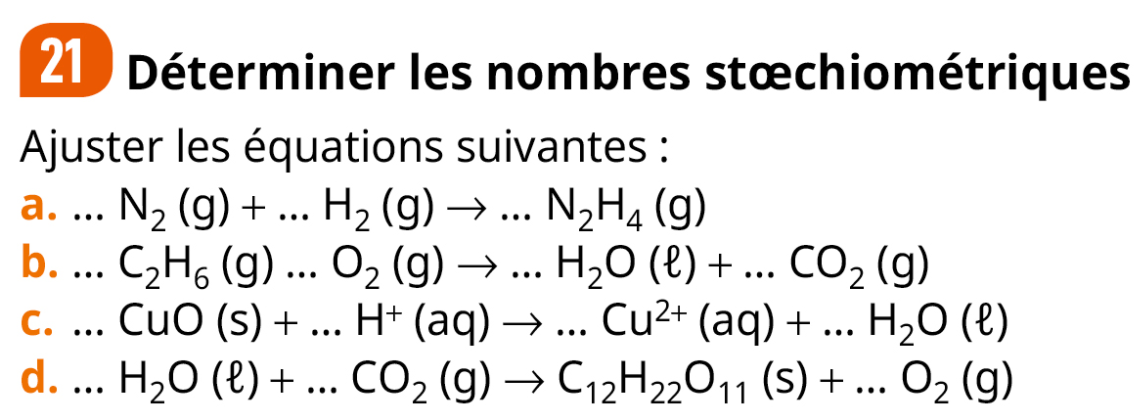 21 Déterminer les nombres stœchiométriques
Ajuster les équations suivantes :
a. ... N₂ (g) + ... H₂ (g) → ... N₂H₄ (g)
b. ... C₂H₆ (g) ... O₂ (g) → ... H₂O (ℓ) + ... CO₂ (g)
c. ... CuO (s) + ... H⁺ (aq) → ... Cu²⁺ (aq) + ... H₂O (ℓ)
d. ... H₂O (ℓ) + ... CO₂ (g) → C₁₂H₂₂O₁₁ (s) + ... O₂ (g)